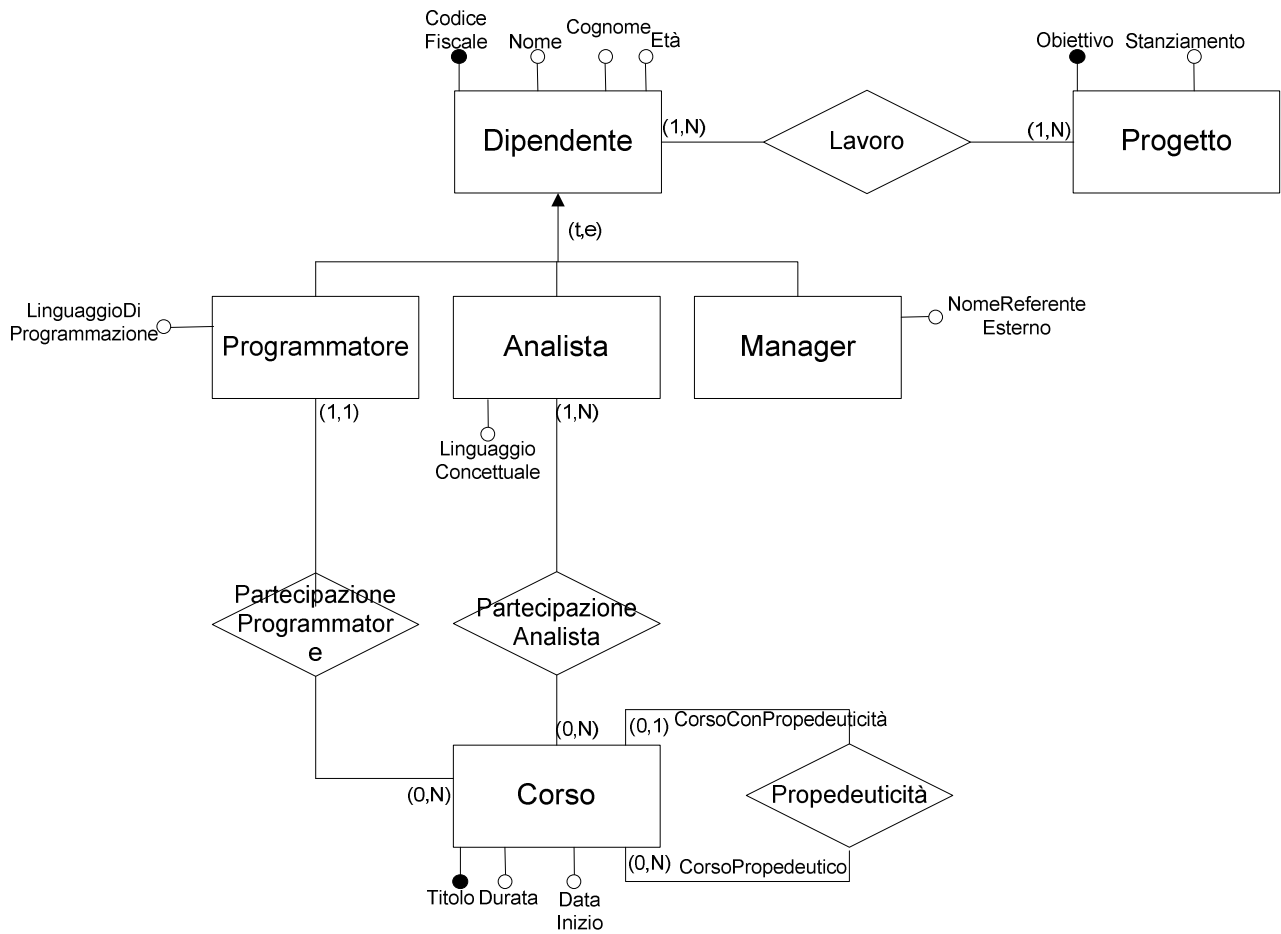 Codice
Fiscale
Nome
Cognome
Età
Obiettivo
Stanziamento
Dipendente
(1,N)
Lavoro
(1,N)
Progetto
(t,e)
LinguaggioDi
Programmazione
Programmatore
Analista
Manager
NomeReferente
Esterno
(1,1)
(1,N)
Linguaggio
Concettuale
Partecipazione
Programmator
e
Partecipazione
Analista
(0,N)
(0,1)
CorsoConPropedeuticità
(0,N)
Corso
Propedeuticità
(0,N)
CorsoPropedeutico
Titolo
Durata
Data
Inizio